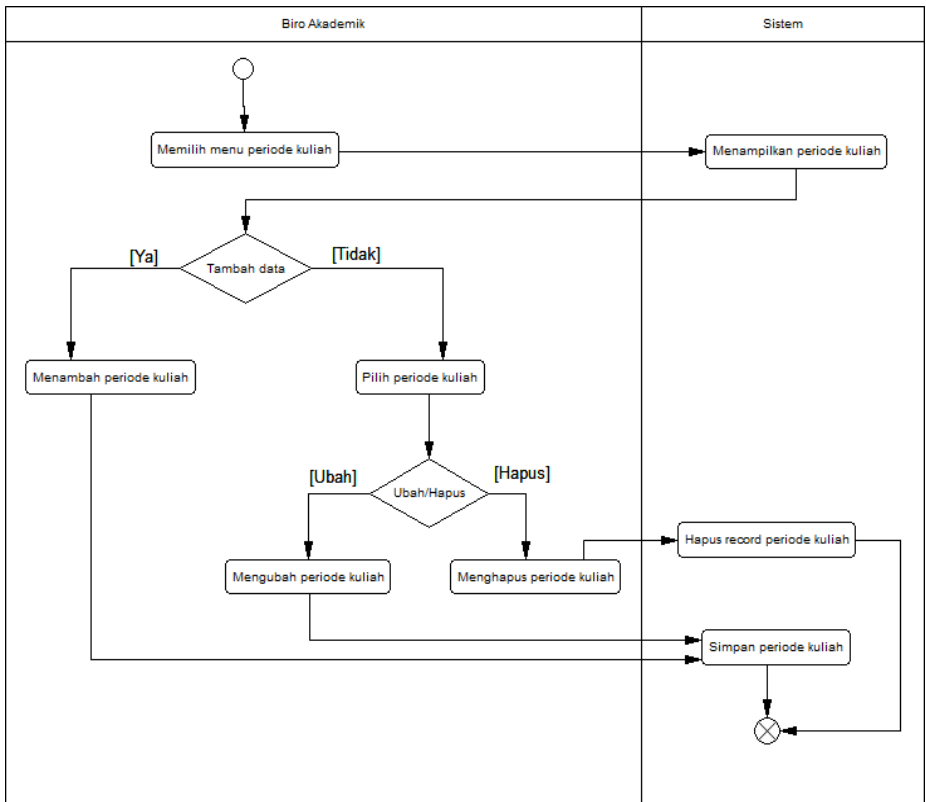 Biro Akademik
Sistem
Memilih menu periode kuliah
Menampilkan periode kuliah
[Ya]
Tambah data
[Tidak]
Menambah periode kuliah
Pilih periode kuliah
[Ubah]
Ubah/Hapus
[Hapus]
Hapus record periode kuliah
Mengubah periode kuliah
Menghapus periode kuliah
Simpan periode kuliah